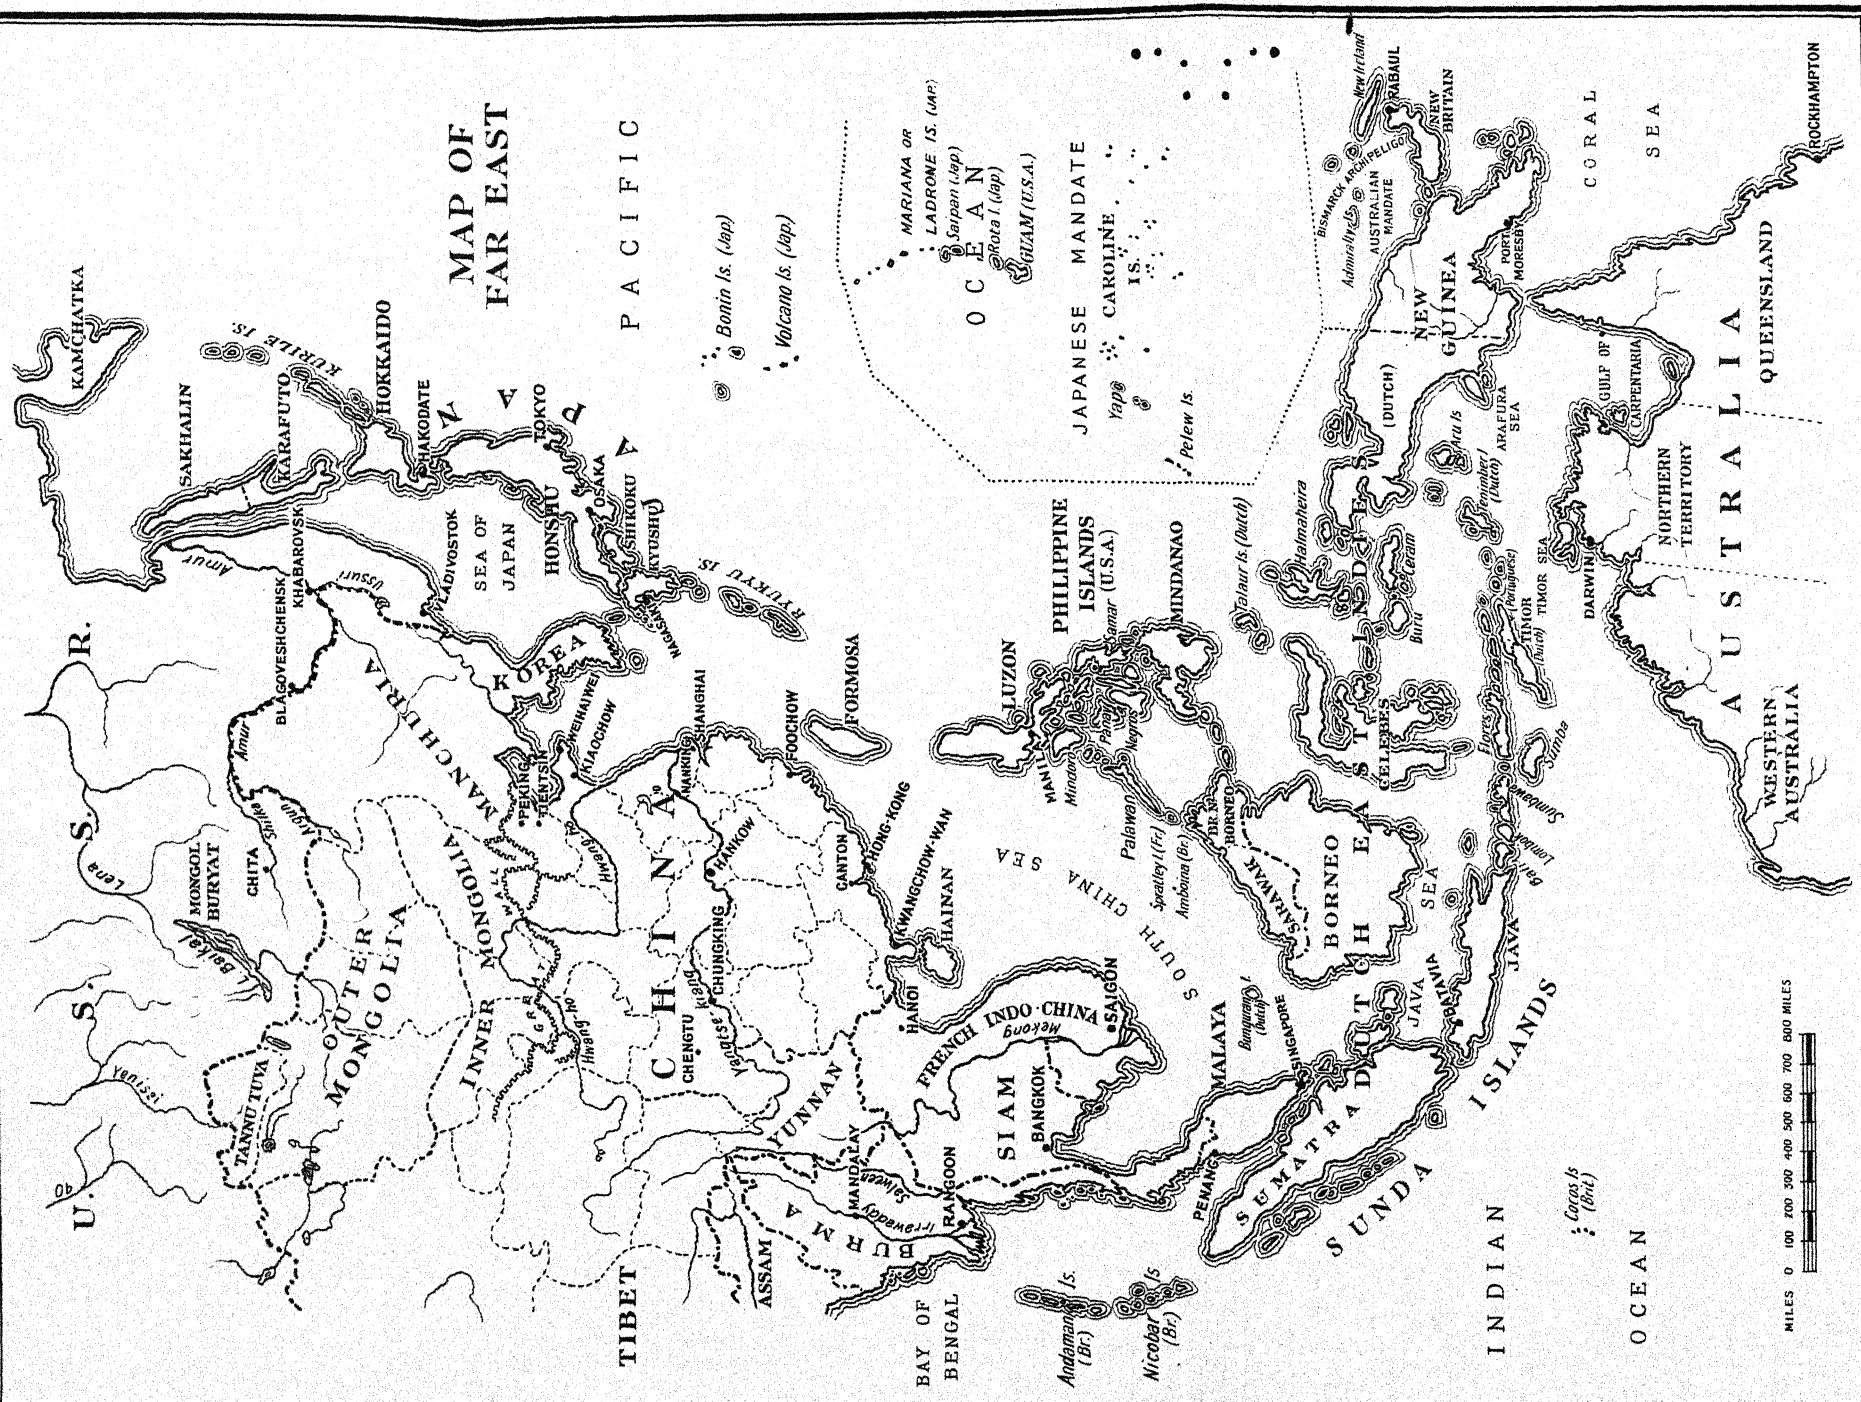 MAP OF
FAR EAST
KAMCHATKA
U. S. S. R.
40
Yenisei
Lena
L. Baikal
MONGOL
BURYAT
CHITA
Shilka
Argun
Amur
BLAGOVESHCHENSK
KHABAROVSK
Amur
Ussuri
VLADIVOSTOK
SAKHALIN
KARAFUTO
KURILE IS.
HOKKAIDO
HAKODATE
JAPAN
TOKYO
OSAKA
HONSHU
SHIKOKU
KYUSHU
NAGASAKI
RYUKYU IS.
SEA OF
JAPAN
KOREA
MANCHURIA
TANNU TUVA
OUTER
MONGOLIA
INNER MONGOLIA
GREAT WALL
PEKING
TIENTSIN
WEIHAIWEI
KIAOCHOW
Hwang-ho
Hwang-ho
CHINA
NANKING
SHANGHAI
HANKOW
CHUNGKING
CHENGTU
Yangtse Kiang
FOOCHOW
FORMOSA
CANTON
HONG-KONG
KWANGCHOW-WAN
HAINAN
YUNNAN
TIBET
ASSAM
BURMA
MANDALAY
Irrawaddy
Salween
RANGOON
BAY OF
BENGAL
Andaman Is.
(Br.)
Nicobar Is
(Br.)
HANOI
FRENCH INDO-CHINA
Mekong
SAIGON
SIAM
BANGKOK
MALAYA
PENANG
SINGAPORE
SOUTH CHINA SEA
PACIFIC
OCEAN
Bonin Is. (Jap)
Volcano Is. (Jap.)
MARIANA OR
LADRONE IS. (JAP.)
Saipan (Jap.)
Rota I. (Jap)
GUAM (U.S.A.)
JAPANESE MANDATE
CAROLINE
IS.
Yap
Pelew Is.
LUZON
MANILA
PHILIPPINE
ISLANDS
(U.S.A.)
Mindoro
Samar
Panay
Negros
MINDANAO
Palawan
Spratley I. (Fr.)
Amboina (Br.)
BR. N.
BORNEO
SARAWAK
BORNEO
Talaur Is (Dutch)
Halmaheira
CELEBES
Buru
Ceram
DUTCH EAST INDIES
SUMATRA
SUNDA ISLANDS
JAVA
SEA
BATAVIA
JAVA
Bali
Lombok
Sumbawa
Sumba
Flores
TIMOR
(Dutch)
(Portuguese)
TIMOR SEA
Tenimber I
(Dutch)
Aru Is
ARAFURA
SEA
(DUTCH)
NEW
GUINEA
PORT
MORESBY
Admiralty Is
BISMARCK ARCHIPELIGO
AUSTRALIAN
MANDATE
New Ireland
RABAUL
NEW
BRITAIN
CORAL
SEA
DARWIN
GULF OF
CARPENTARIA
NORTHERN
TERRITORY
WESTERN
AUSTRALIA
AUSTRALIA
QUEENSLAND
ROCKHAMPTON
INDIAN
OCEAN
Cocos Is
(Brit.)
MILES 0 100 200 300 400 500 600 700 800 MILES